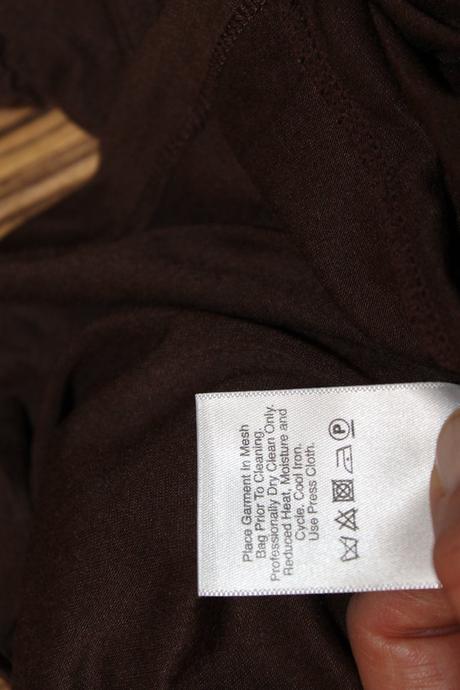 Place Garment In Mesh
Bag Prior To Cleaning.
Professionally Dry Clean Only.
Reduced Heat, Moisture and
Cycle. Cool Iron.
Use Press Cloth.
P